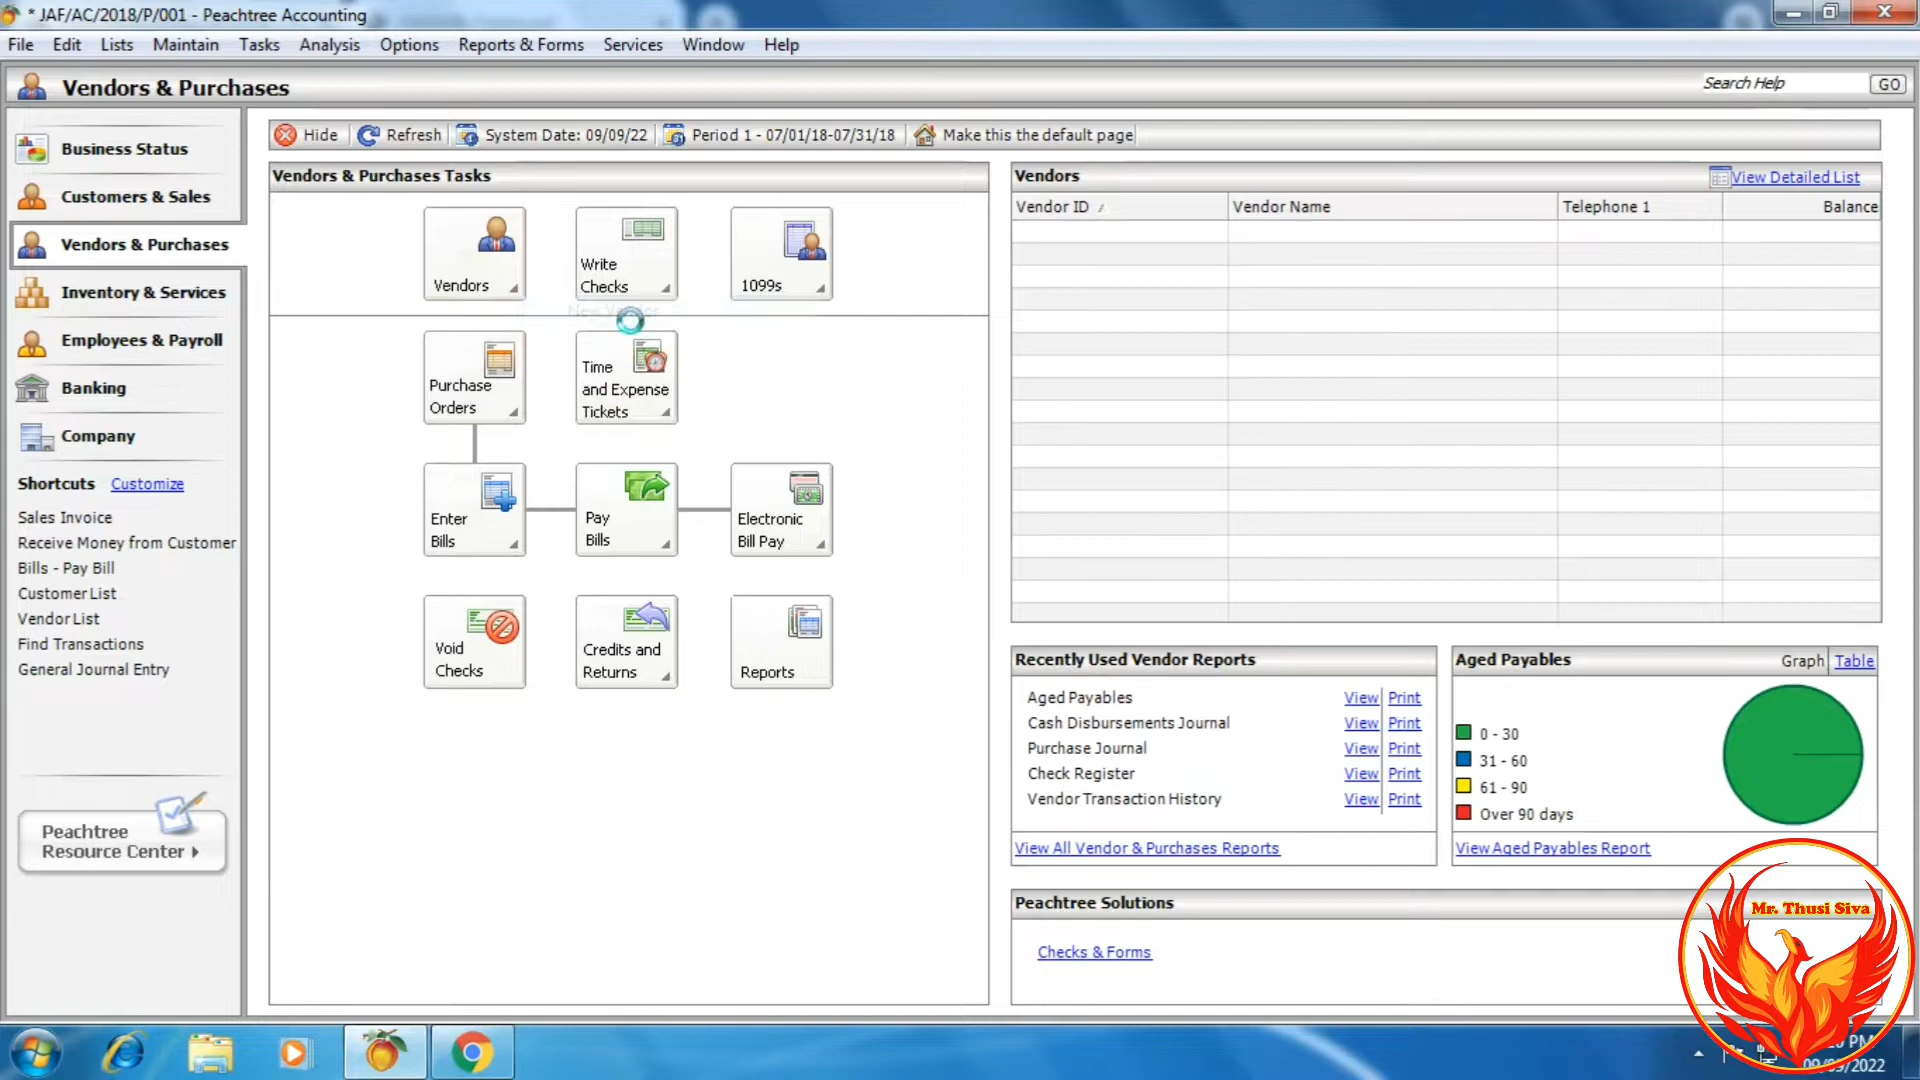 * JAF/AC/2018/P/001 - Peachtree Accounting
File Edit Lists Maintain Tasks Analysis Options Reports & Forms Services Window Help
Vendors & Purchases
Search Help
GO
Business Status
Customers & Sales
Vendors & Purchases
Inventory & Services
Employees & Payroll
Banking
Company
Shortcuts Customize
Sales Invoice
Receive Money from Customer
Bills - Pay Bill
Customer List
Vendor List
Find Transactions
General Journal Entry
Peachtree
Resource Center
Hide Refresh System Date: 09/09/22 Period 1 - 07/01/18-07/31/18 Make this the default page
Vendors & Purchases Tasks
Vendors
Write
Checks
1099s
New Vendor
Purchase
Orders
Time
and Expense
Tickets
Enter
Bills
Pay
Bills
Electronic
Bill Pay
Void
Checks
Credits and
Returns
Reports
Vendors
View Detailed List
Vendor ID Vendor Name Telephone 1 Balance
Recently Used Vendor Reports
Aged Payables View Print
Cash Disbursements Journal View Print
Purchase Journal View Print
Check Register View Print
Vendor Transaction History View Print
View All Vendor & Purchases Reports
Aged Payables
Graph Table
0 - 30
31 - 60
61 - 90
Over 90 days
View Aged Payables Report
Peachtree Solutions
Checks & Forms
Mr. Thusi Siva
PM
09/09/2022